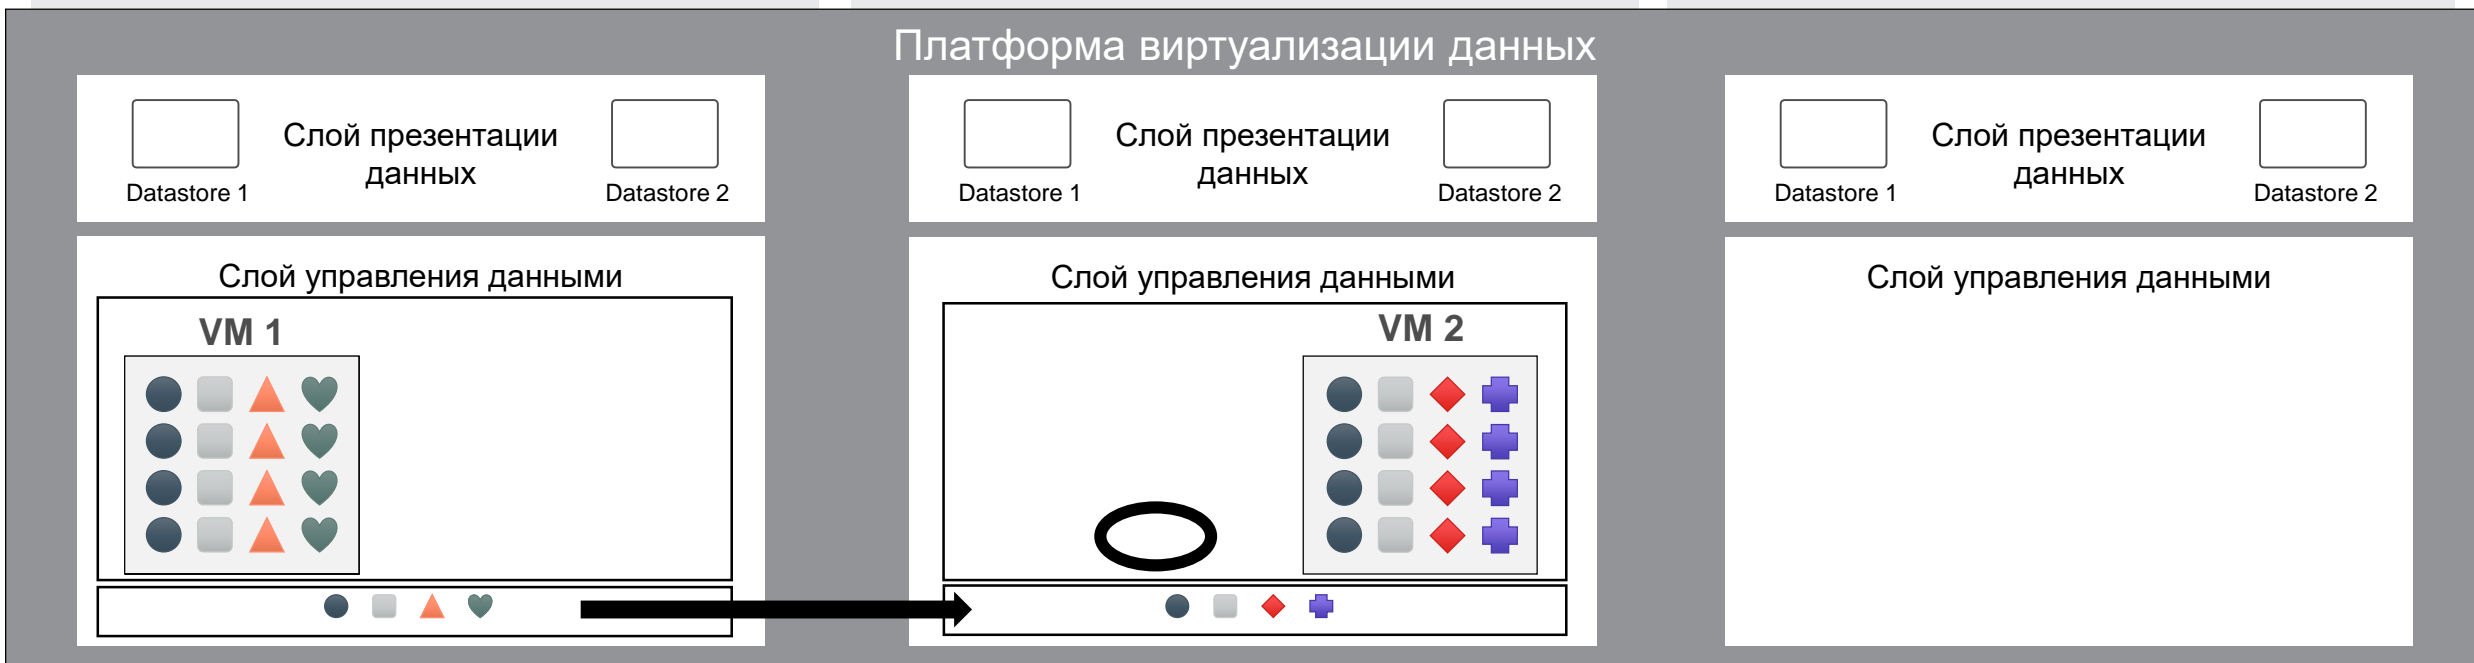 Платформа виртуализации данных
Слой презентации
данных
Datastore 1
Datastore 2
Слой презентации
данных
Datastore 1
Datastore 2
Слой презентации
данных
Datastore 1
Datastore 2
Слой управления данными
VM 1
Слой управления данными
VM 2
Слой управления данными